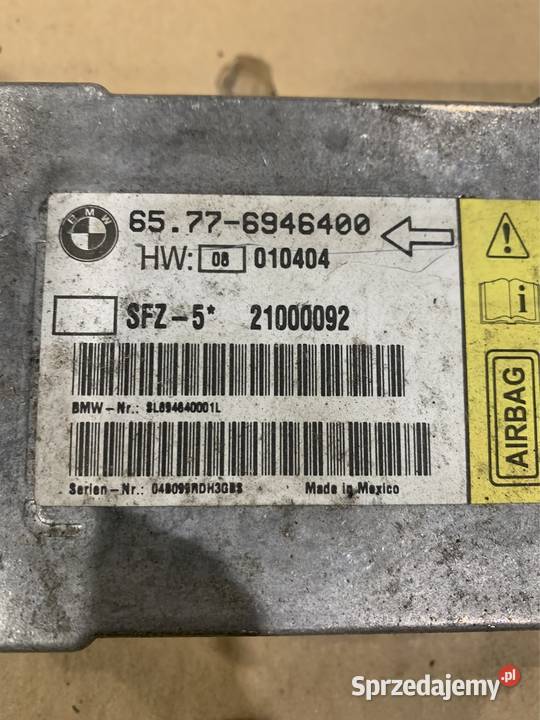 BMW
65.77-6946400
HW: 08 010404
SFZ-5* 21000092
BMW-Nr.: SL694640001L
Serien-Nr.: 04B099RDH3GBS
Made in Mexico
AIRBAG
Sprzedajemy.pl